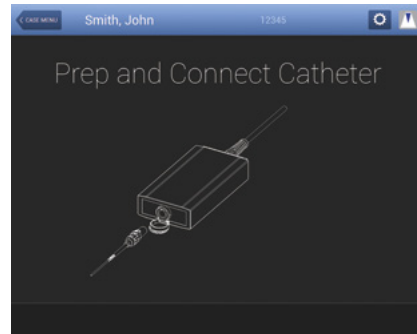 CASE MENU
Smith, John
12345
Prep and Connect Catheter